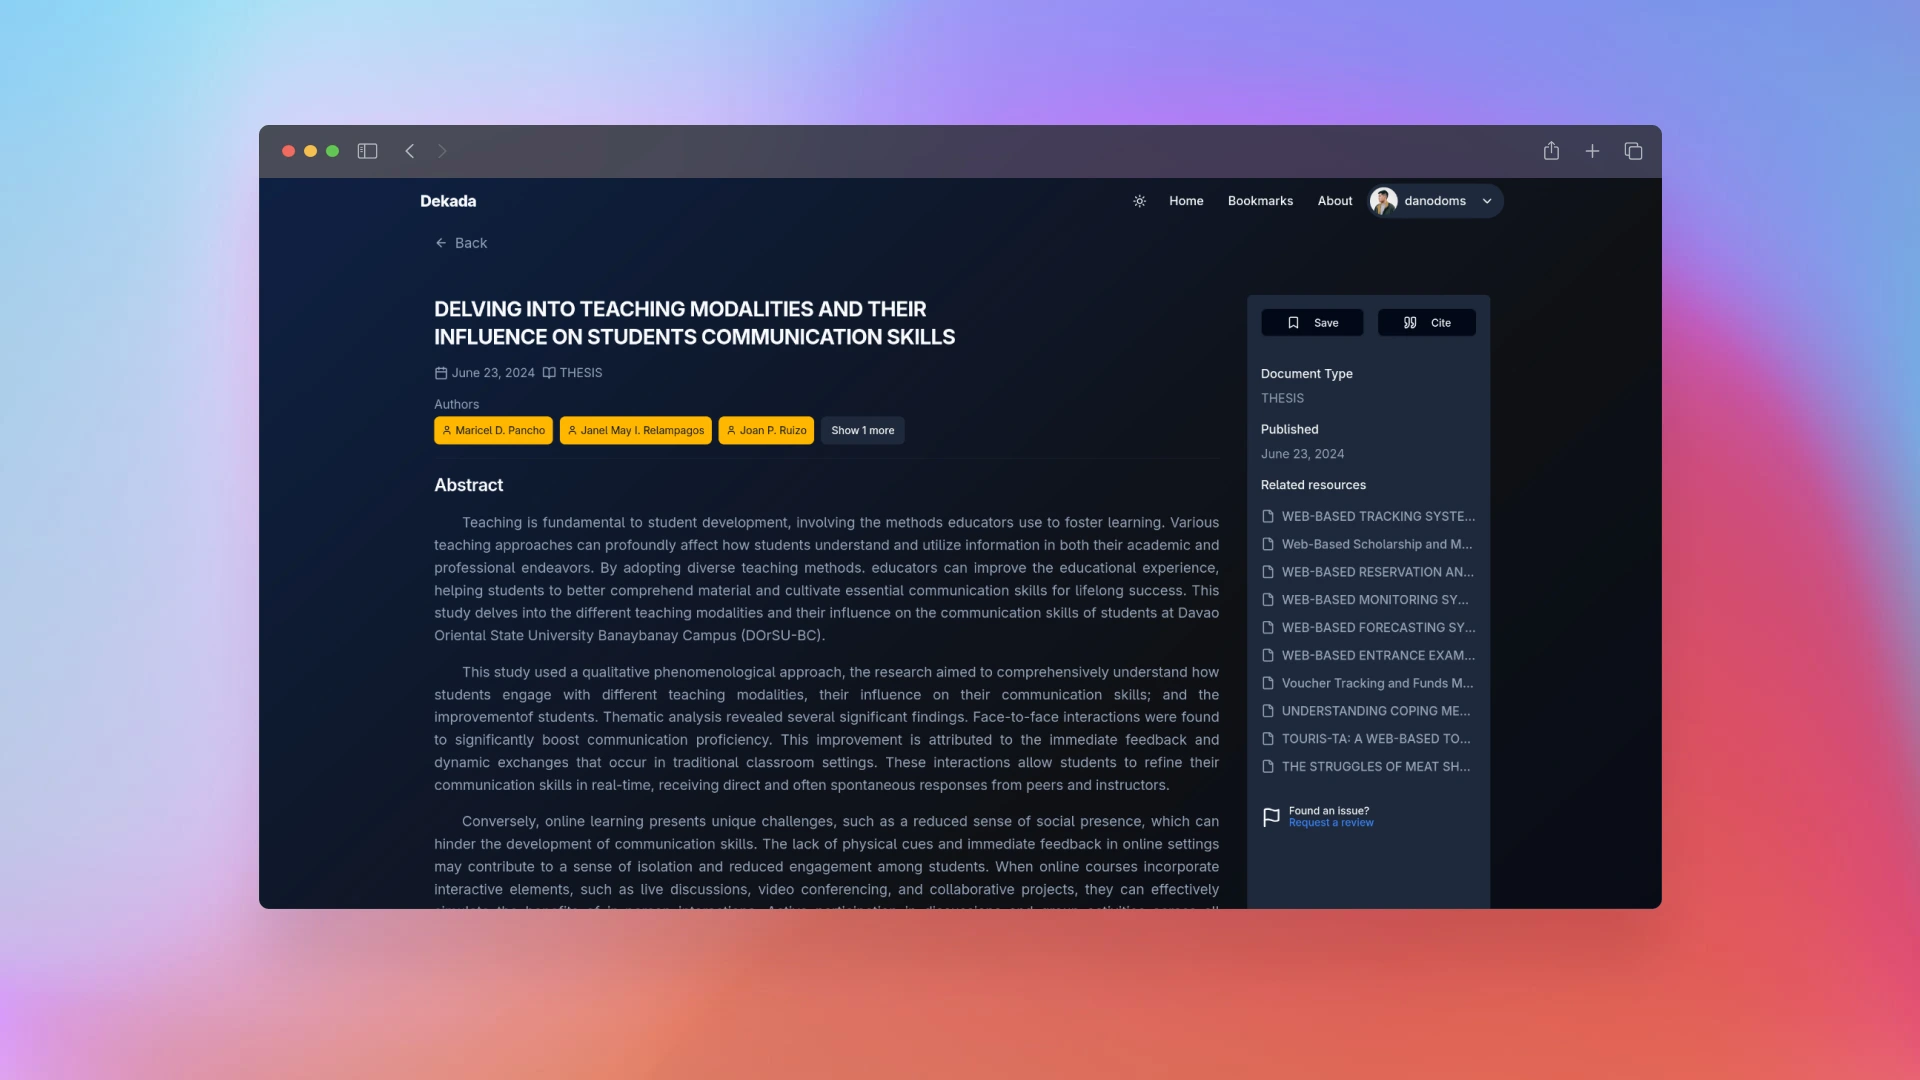 Dekada
Home
Bookmarks
About
danodoms
Back
DELVING INTO TEACHING MODALITIES AND THEIR
INFLUENCE ON STUDENTS COMMUNICATION SKILLS
June 23, 2024 THESIS
Authors
Maricel D. Pancho
Janel May I. Relampagos
Joan P. Ruizo
Show 1 more
Abstract
Teaching is fundamental to student development, involving the methods educators use to foster learning. Various
teaching approaches can profoundly affect how students understand and utilize information in both their academic and
professional endeavors. By adopting diverse teaching methods. educators can improve the educational experience,
helping students to better comprehend material and cultivate essential communication skills for lifelong success. This
study delves into the different teaching modalities and their influence on the communication skills of students at Davao
Oriental State University Banaybanay Campus (DOrSU-BC).
This study used a qualitative phenomenological approach, the research aimed to comprehensively understand how
students engage with different teaching modalities, their influence on their communication skills; and the
improvementof students. Thematic analysis revealed several significant findings. Face-to-face interactions were found
to significantly boost communication proficiency. This improvement is attributed to the immediate feedback and
dynamic exchanges that occur in traditional classroom settings. These interactions allow students to refine their
communication skills in real-time, receiving direct and often spontaneous responses from peers and instructors.
Conversely, online learning presents unique challenges, such as a reduced sense of social presence, which can
hinder the development of communication skills. The lack of physical cues and immediate feedback in online settings
may contribute to a sense of isolation and reduced engagement among students. When online courses incorporate
interactive elements, such as live discussions, video conferencing, and collaborative projects, they can effectively
Save
Cite
Document Type
THESIS
Published
June 23, 2024
Related resources
WEB-BASED TRACKING SYSTE...
Web-Based Scholarship and M...
WEB-BASED RESERVATION AN...
WEB-BASED MONITORING SY...
WEB-BASED FORECASTING SY...
WEB-BASED ENTRANCE EXAM...
Voucher Tracking and Funds M...
UNDERSTANDING COPING ME...
TOURIS-TA: A WEB-BASED TO...
THE STRUGGLES OF MEAT SH...
Found an issue?
Request a review